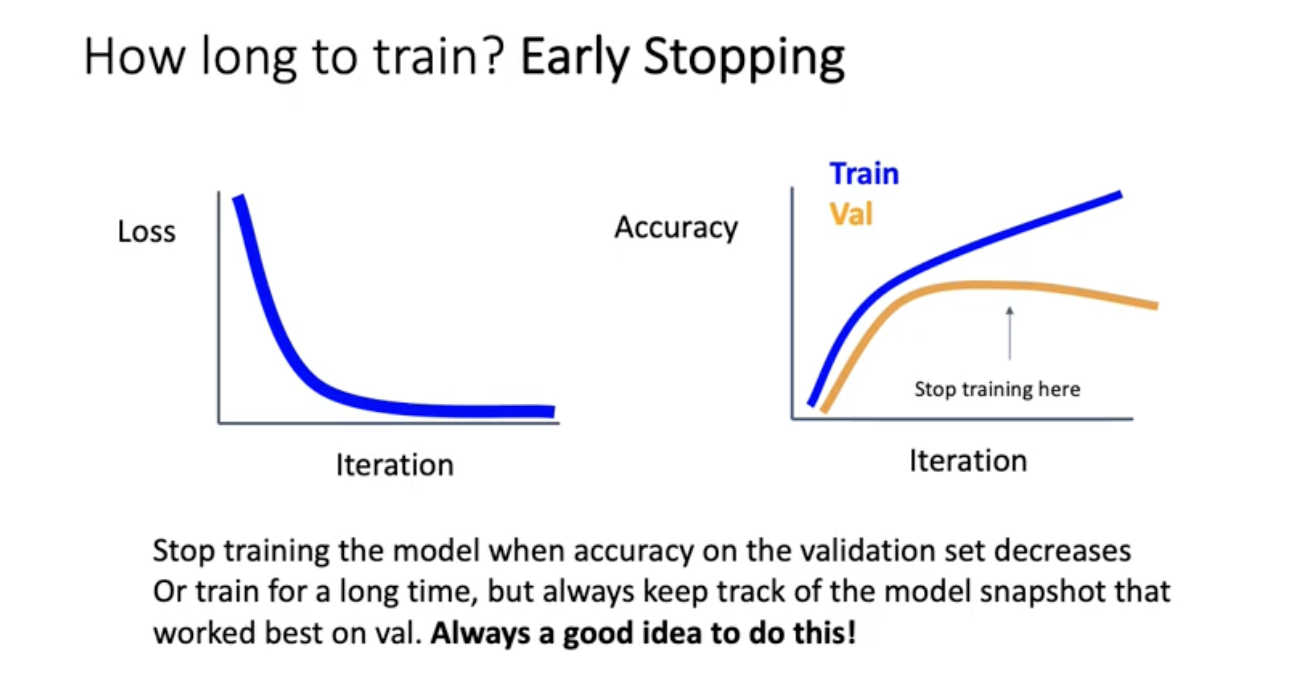 How long to train? Early Stopping
Loss
Iteration
Accuracy
Train
Val
Stop training here
Iteration
Stop training the model when accuracy on the validation set decreases
Or train for a long time, but always keep track of the model snapshot that
worked best on val. Always a good idea to do this!